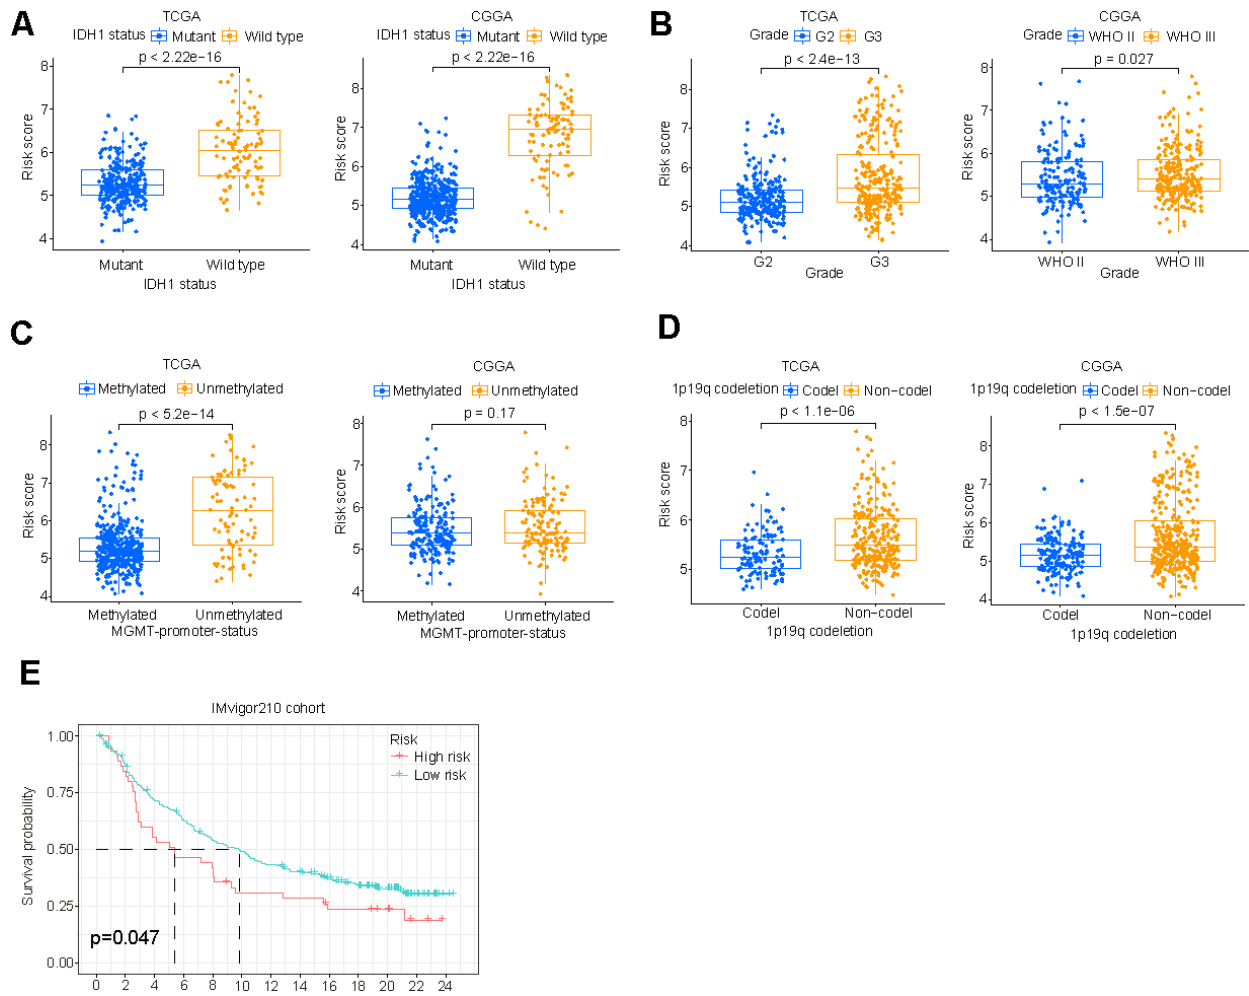 A
TCGA
IDH1 status Mutant Wild type
p < 2.22e-16
Risk score
8
7
6
5
4
Mutant Wild type
IDH1 status
CGGA
IDH1 status Mutant Wild type
p < 2.22e-16
Risk score
8
7
6
5
4
Mutant Wild type
IDH1 status
B
TCGA
Grade G2 G3
p < 2.4e-13
Risk score
8
7
6
5
4
G2 G3
Grade
CGGA
Grade WHO II WHO III
p = 0.027
Risk score
8
7
6
5
4
WHO II WHO III
Grade
C
TCGA
Methylated Unmethylated
p < 5.2e-14
Risk score
8
7
6
5
4
Methylated Unmethylated
MGMT-promoter-status
CGGA
Methylated Unmethylated
p = 0.17
Risk score
7
6
5
4
Methylated Unmethylated
MGMT-promoter-status
D
TCGA
1p19q codeletion Codel Non-codel
p < 1.1e-06
Risk score
8
7
6
5
Codel Non-codel
1p19q codeletion
CGGA
1p19q codeletion Codel Non-codel
p < 1.5e-07
Risk score
8
7
6
5
4
Codel Non-codel
1p19q codeletion
E
IMvigor210 cohort
Risk
High risk
Low risk
Survival probability
1.00
0.75
0.50
0.25
0.00
p=0.047
0 2 4 6 8 10 12 14 16 18 20 22 24